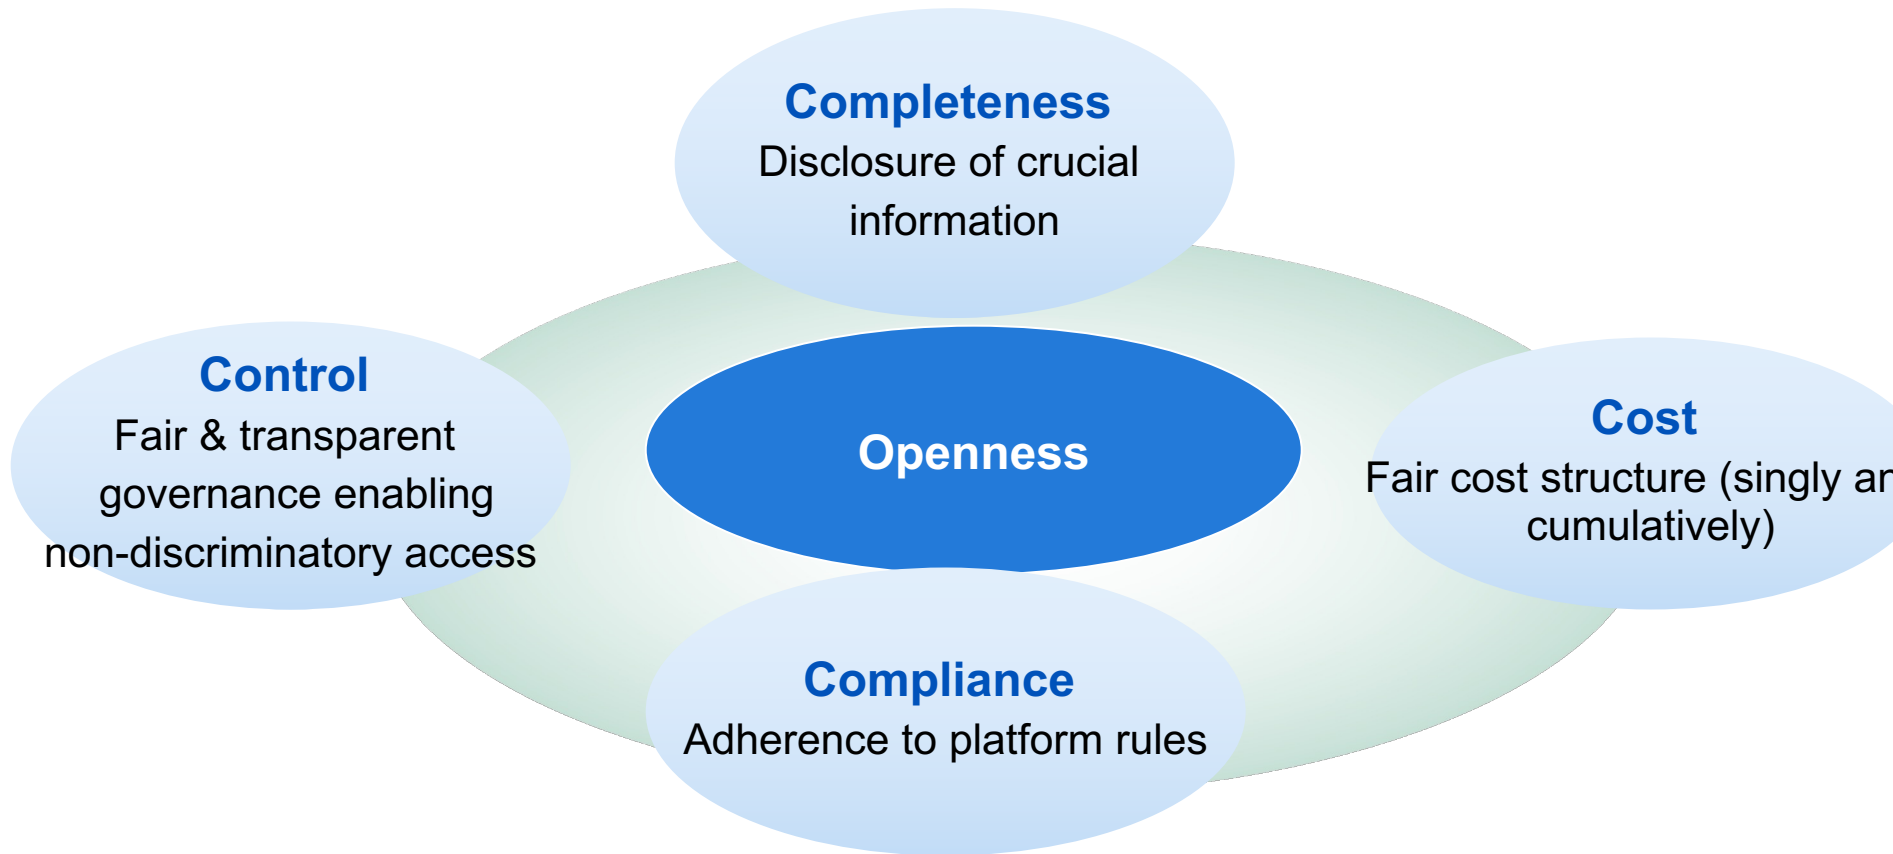 Completeness
Disclosure of crucial
information
Control
Fair & transparent
governance enabling
non-discriminatory access
Openness
Cost
Fair cost structure (singly an
cumulatively)
Compliance
Adherence to platform rules